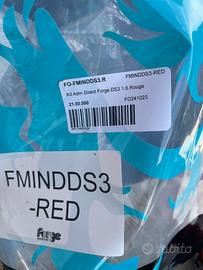 FO-FMINDDS3.R
FMINDDS3-RED
Kit Adm Direct Forge DS3 1.6 Rouge
21.00.000
FO241023
FMINDDS3
-RED
Forge
subito